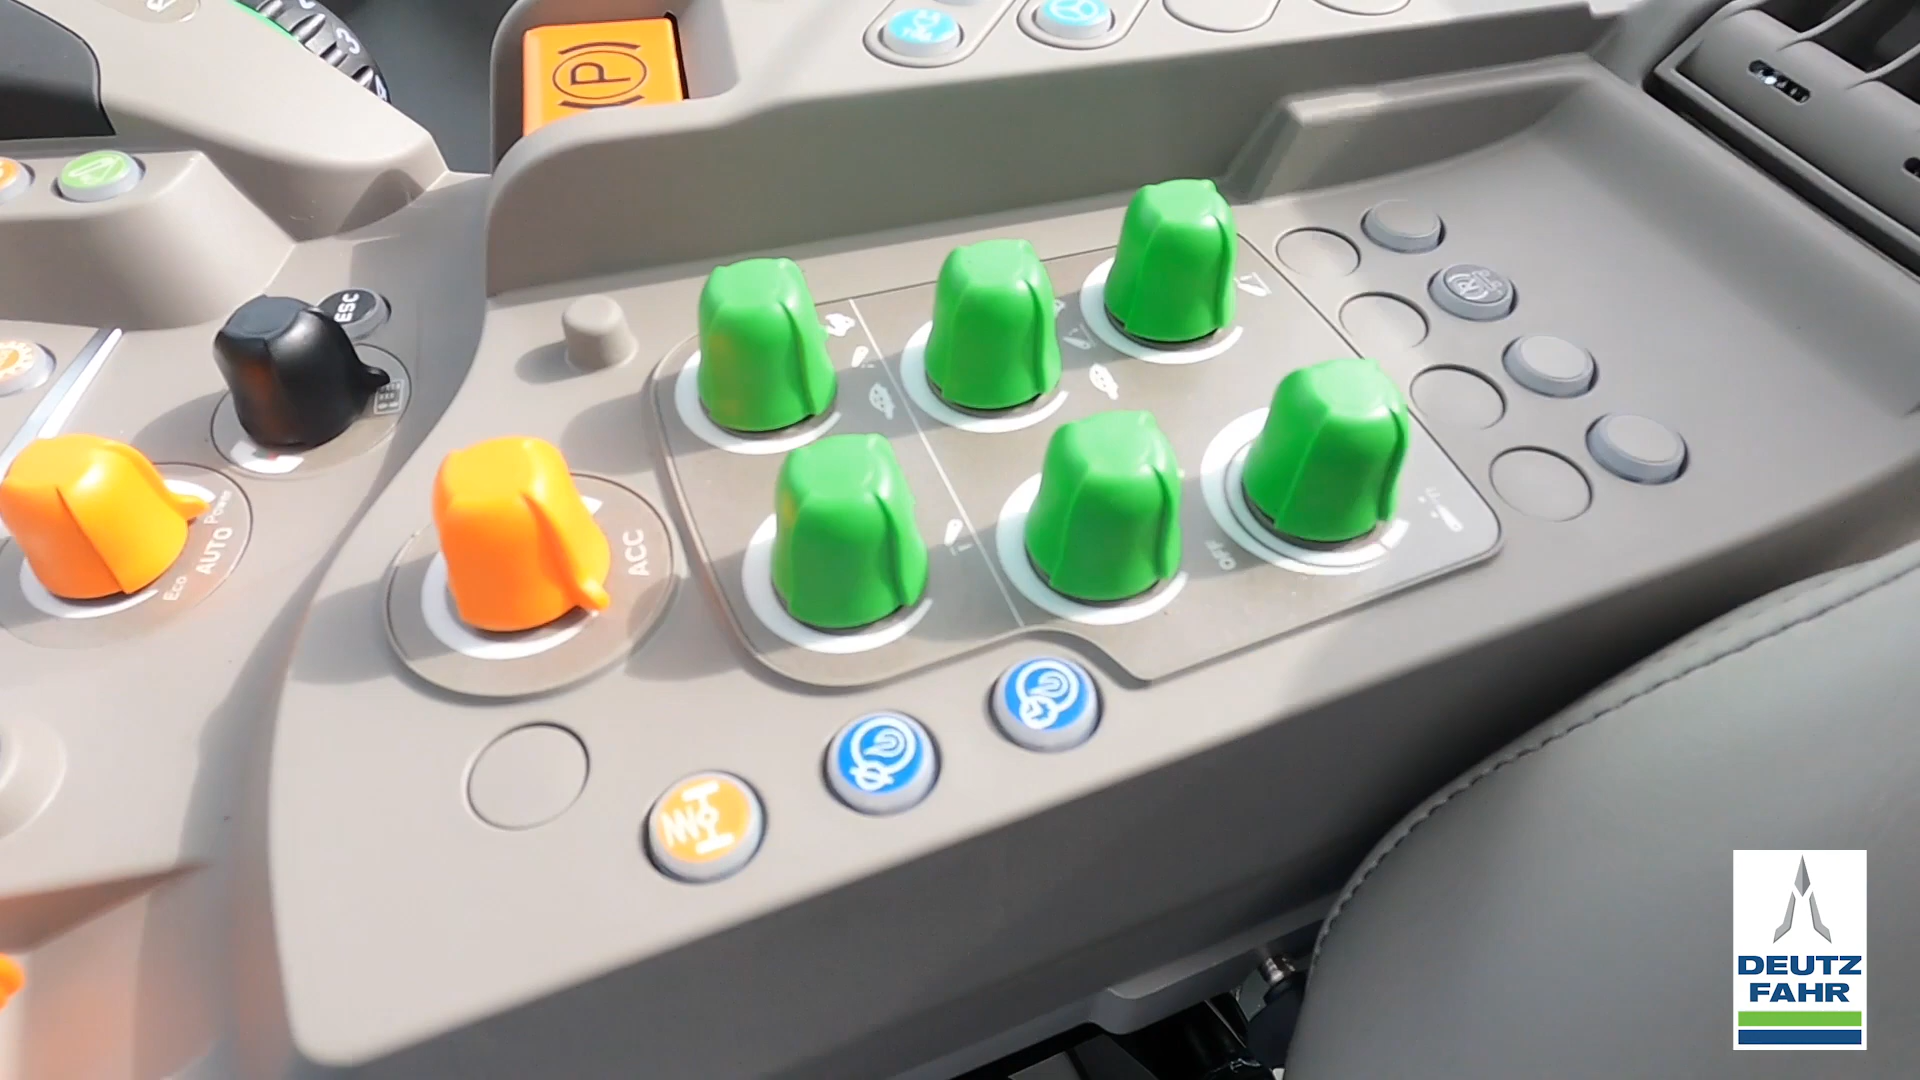 (P)
ESC
Power
AUTO
Eco
ACC
OFF
DEUTZ
FAHR